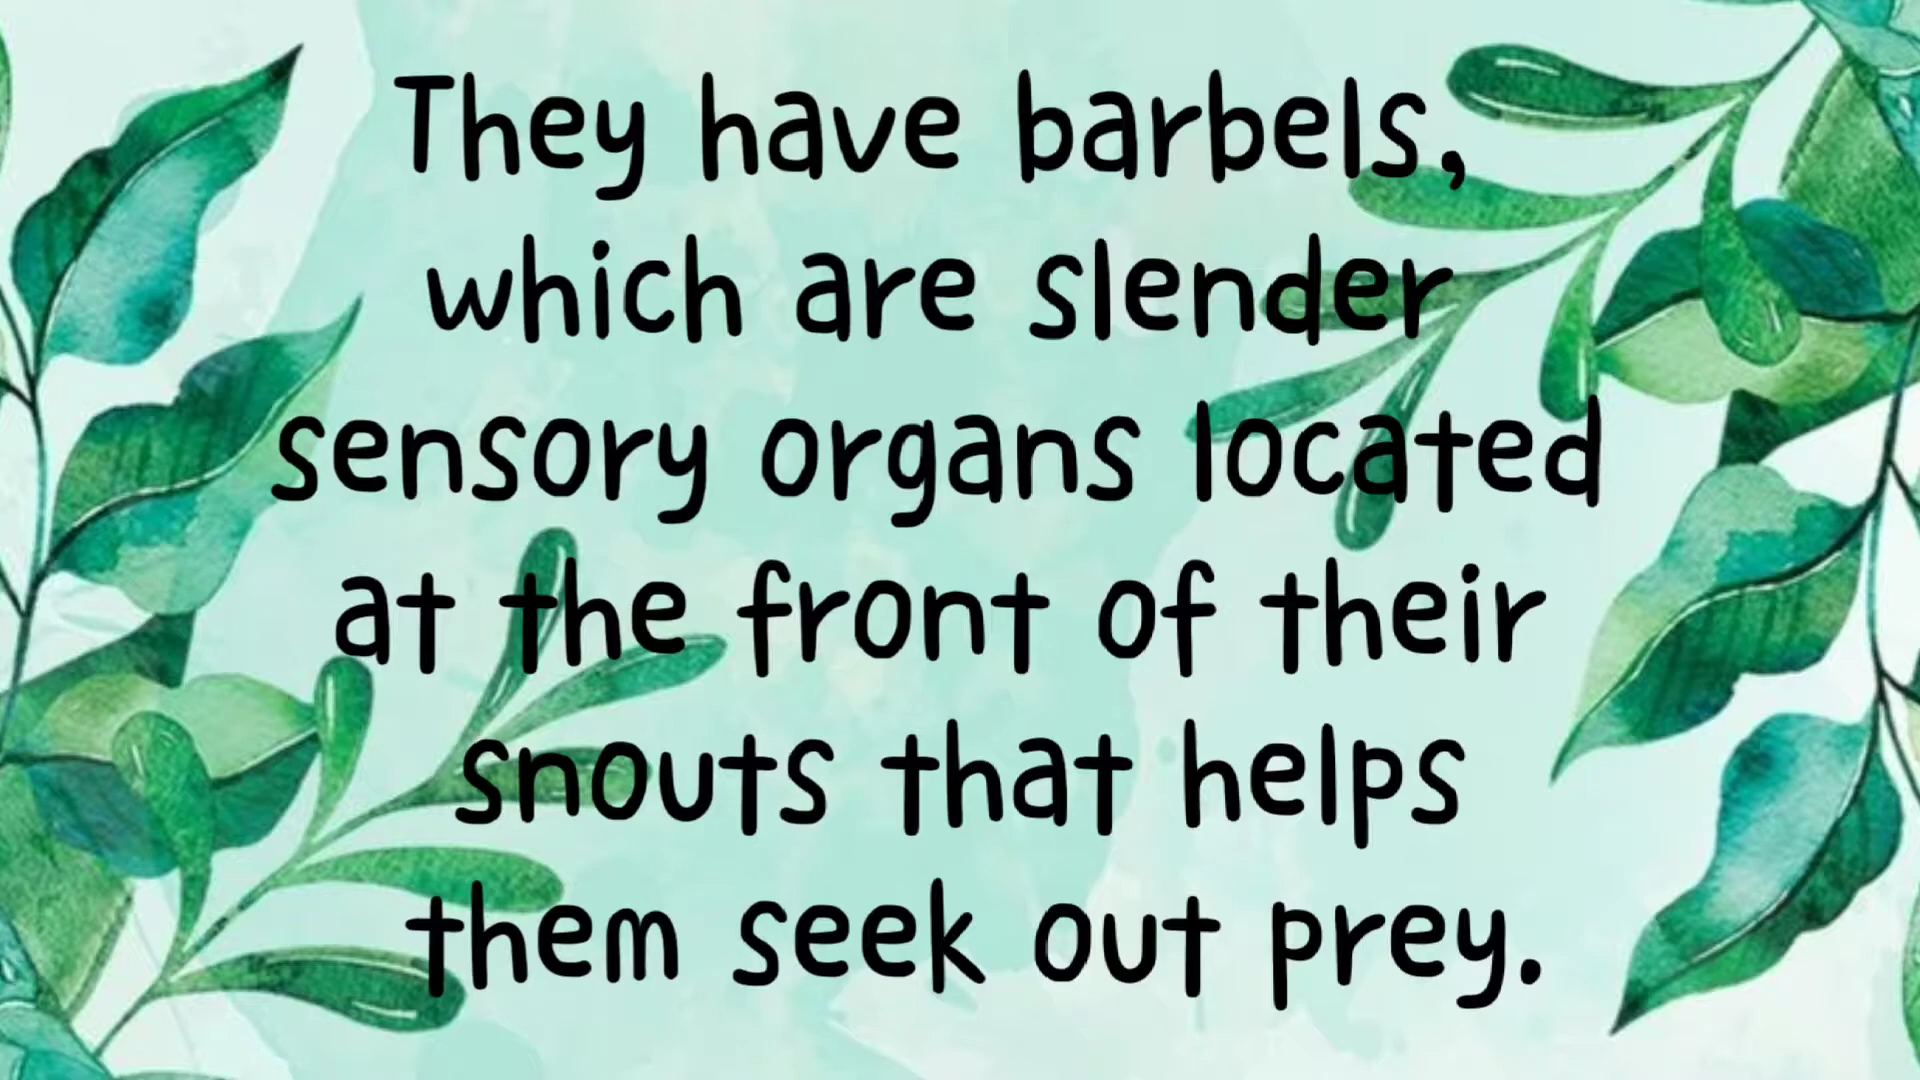 They have barbels,
which are slender
sensory organs located
at the front of their
snouts that helps
them seek out prey.